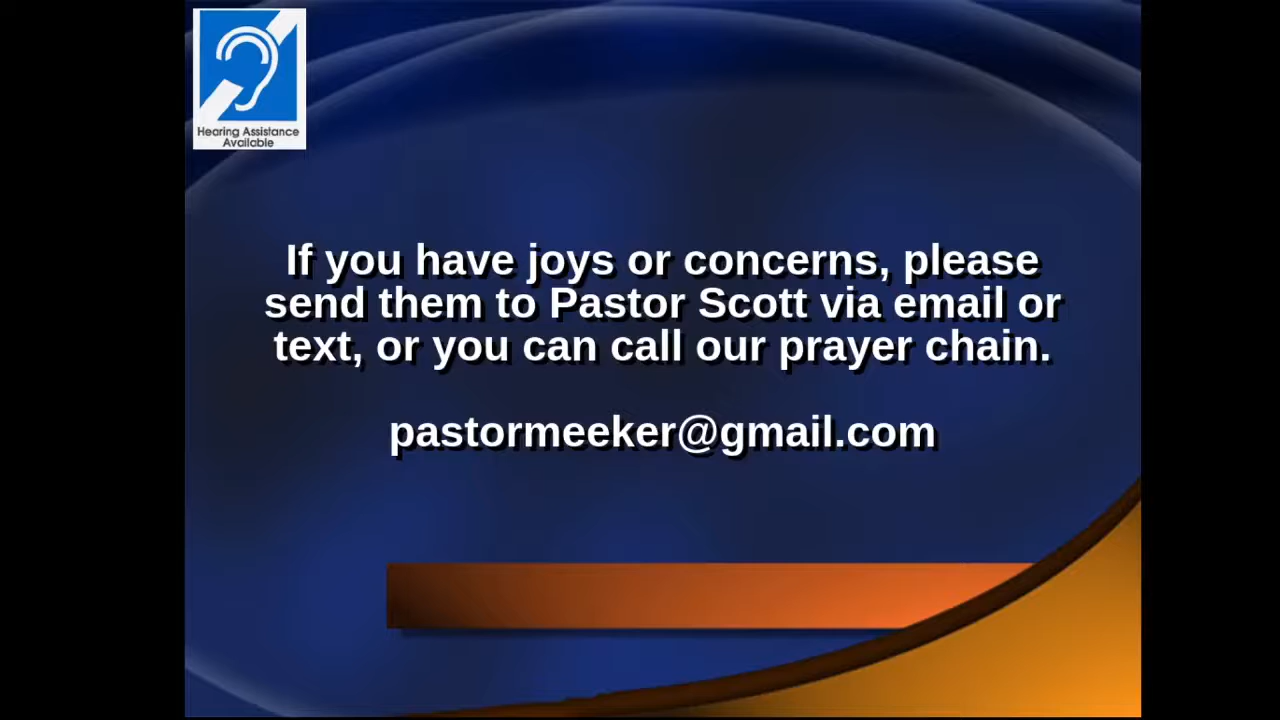 Hearing Assistance
Available
If you have joys or concerns, please
send them to Pastor Scott via email or
text, or you can call our prayer chain.
pastormeeker@gmail.com